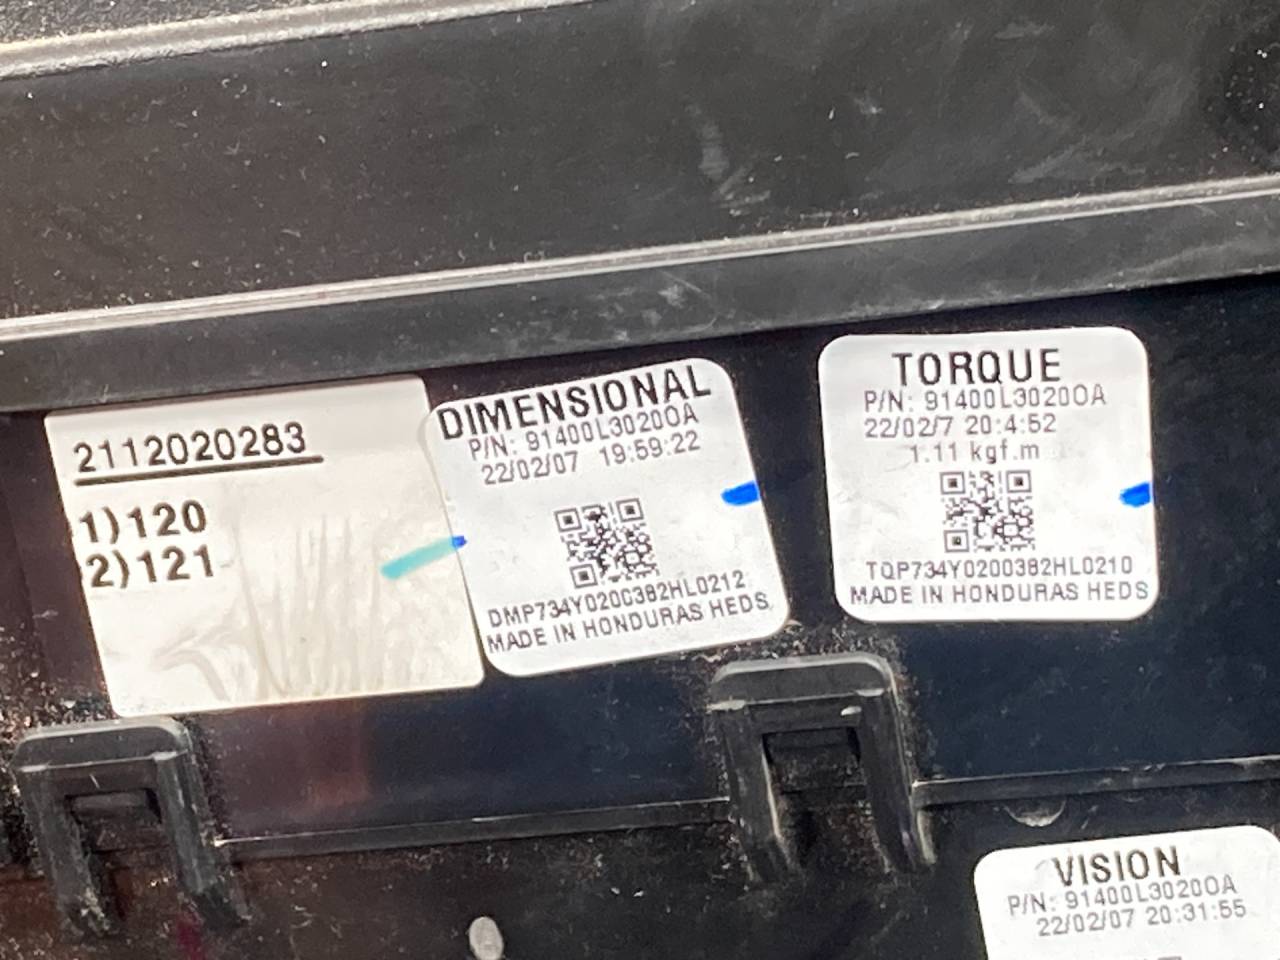 2112020283
1)120
2)121
DIMENSIONAL
P/N: 91400L3020OA
22/02/07 19:59:22
DMP734Y0200382HL0212
MADE IN HONDURAS HEDS
TORQUE
P/N: 91400L3020OA
22/02/7 20:4:52
1.11 kgf.m
TQP734Y0200382HL0210
MADE IN HONDURAS HEDS
VISION
P/N: 91400L3020OA
22/02/07 20:31:55